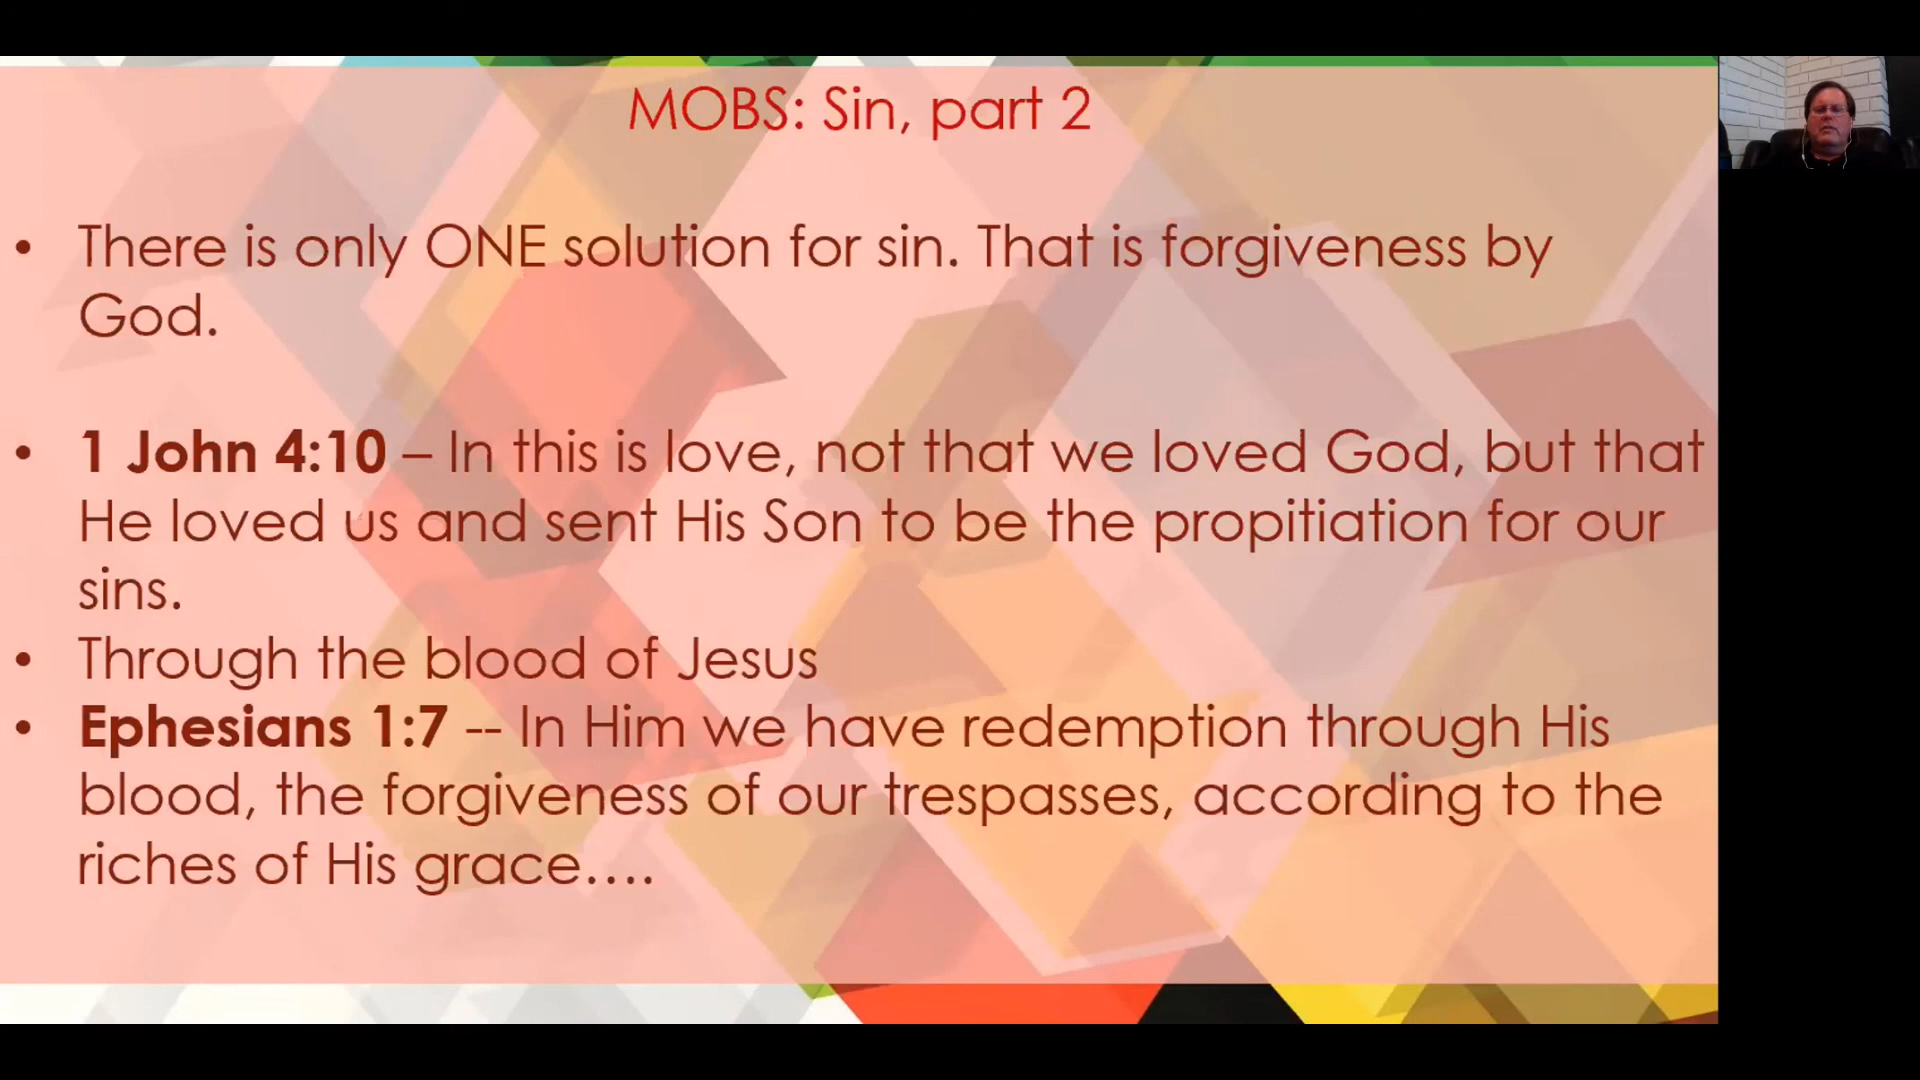 MOBS: Sin, part 2
• There is only ONE solution for sin. That is forgiveness by
God.
• 1 John 4:10 – In this is love, not that we loved God, but that
He loved us and sent His Son to be the propitiation for our
sins.
• Through the blood of Jesus
• Ephesians 1:7 -- In Him we have redemption through His
blood, the forgiveness of our trespasses, according to the
riches of His grace….